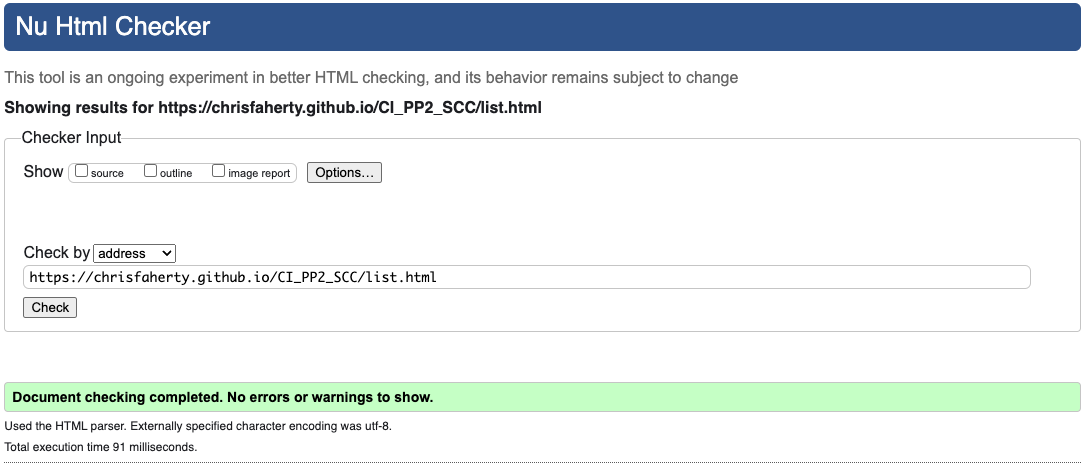 Nu Html Checker
This tool is an ongoing experiment in better HTML checking, and its behavior remains subject to change
Showing results for https://chrisfaherty.github.io/CI_PP2_SCC/list.html
Checker Input
Show source outline image report Options...
Check by address
https://chrisfaherty.github.io/CI_PP2_SCC/list.html
Check
Document checking completed. No errors or warnings to show.
Used the HTML parser. Externally specified character encoding was utf-8.
Total execution time 91 milliseconds.